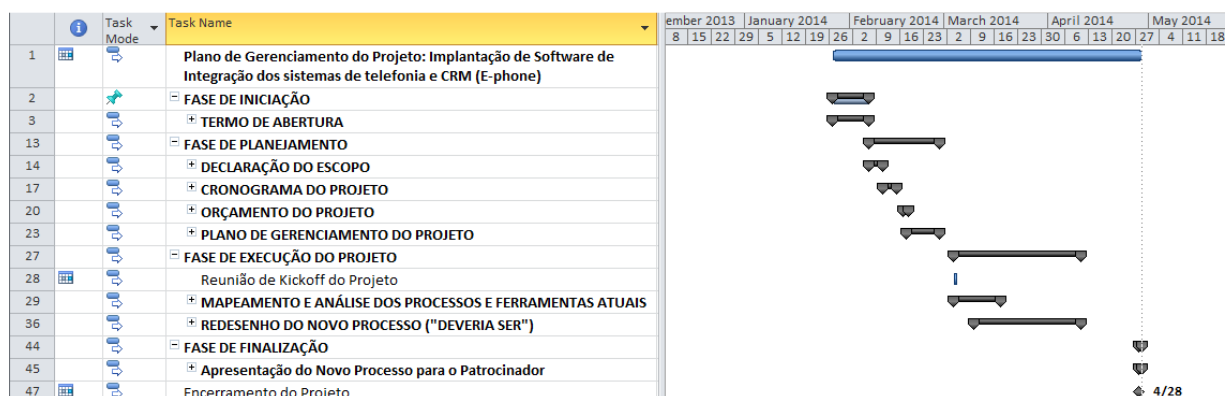 Task Mode Task Name ember 2013 January 2014 February 2014 March 2014 April 2014 May 2014
8 15 22 29 5 12 19 26 2 9 16 23 2 9 16 23 30 6 13 20 27 4 11 18
1 Plano de Gerenciamento do Projeto: Implantação de Software de
Integração dos sistemas de telefonia e CRM (E-phone)
2 FASE DE INICIAÇÃO
3 TERMO DE ABERTURA
13 FASE DE PLANEJAMENTO
14 DECLARAÇÃO DO ESCOPO
17 CRONOGRAMA DO PROJETO
20 ORÇAMENTO DO PROJETO
23 PLANO DE GERENCIAMENTO DO PROJETO
27 FASE DE EXECUÇÃO DO PROJETO
28 Reunião de Kickoff do Projeto
29 MAPEAMENTO E ANÁLISE DOS PROCESSOS E FERRAMENTAS ATUAIS
36 REDESENHO DO NOVO PROCESSO ("DEVERIA SER")
44 FASE DE FINALIZAÇÃO
45 Apresentação do Novo Processo para o Patrocinador
47 Encerramento do Projeto 4/28